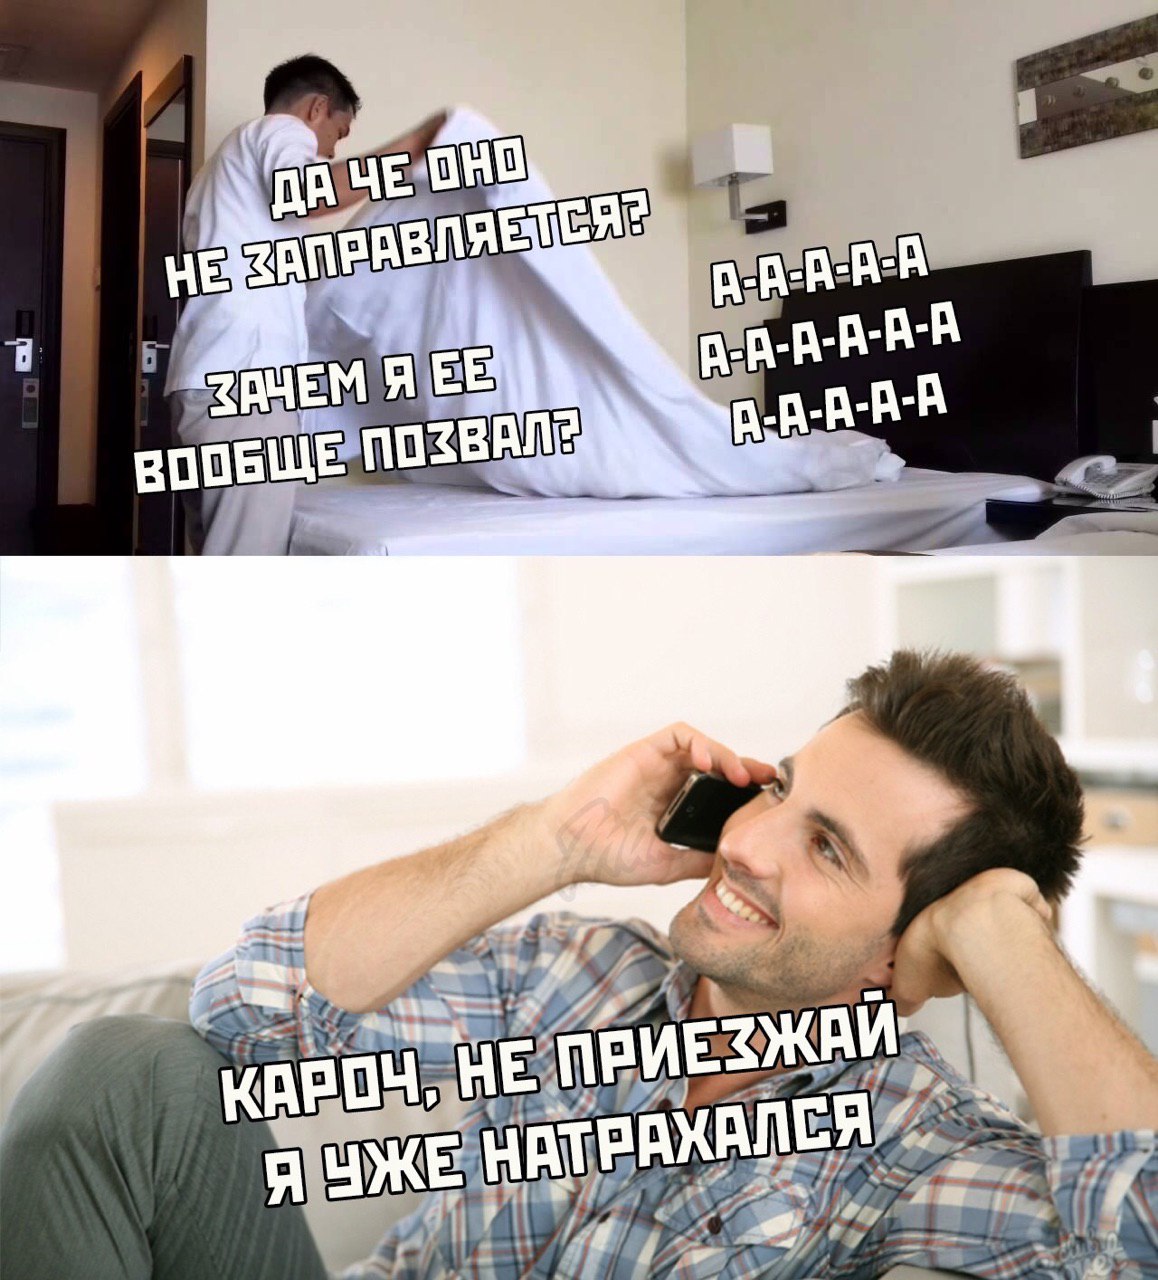 ДА ЧЕ ОНО
НЕ ЗАПРАВЛЯЕТСЯ?
ЗАЧЕМ Я ЕЕ
ВООБЩЕ ПОЗВАЛ?
А-А-А-А-А
А-А-А-А-А-А
А-А-А-А-А
КАРОЧ, НЕ ПРИЕЗЖАЙ
Я УЖЕ НАТРАХАЛСЯ